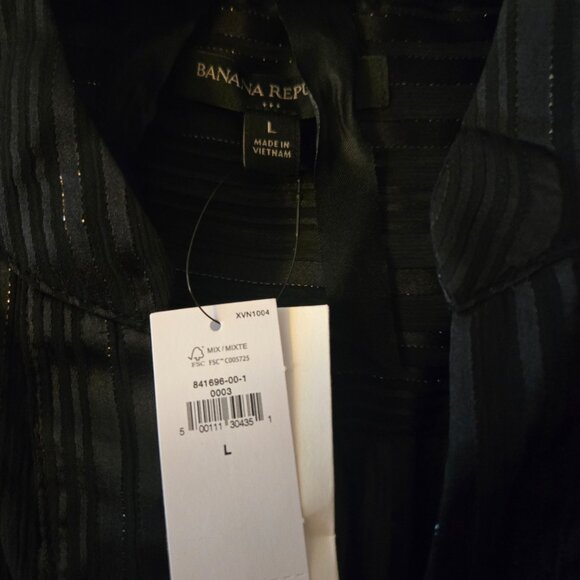 BANANA REPU
L
MADE IN
VIETNAM
XVN1004
MIX / MIXTE
FSC FSC™ C005725
841696-00-1
0003
5 00111 30435 1
L